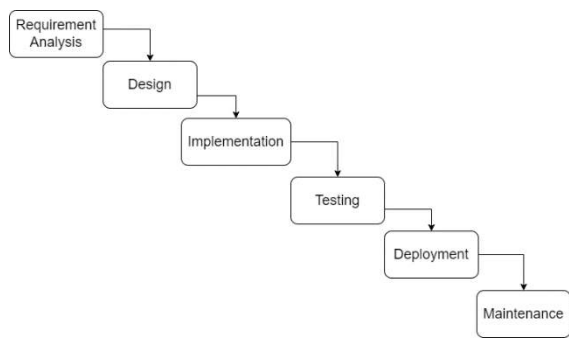 Requirement
Analysis
Design
Implementation
Testing
Deployment
Maintenance